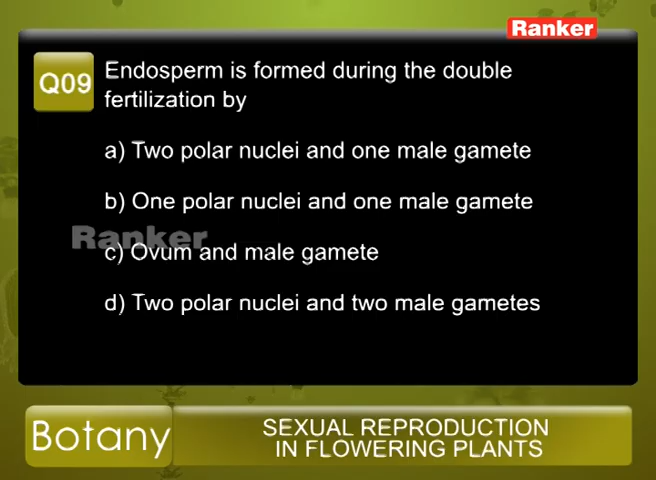 Ranker
Q09
Endosperm is formed during the double
fertilization by
a) Two polar nuclei and one male gamete
b) One polar nuclei and one male gamete
Ranker
c) Ovum and male gamete
d) Two polar nuclei and two male gametes
Botany
SEXUAL REPRODUCTION
IN FLOWERING PLANTS